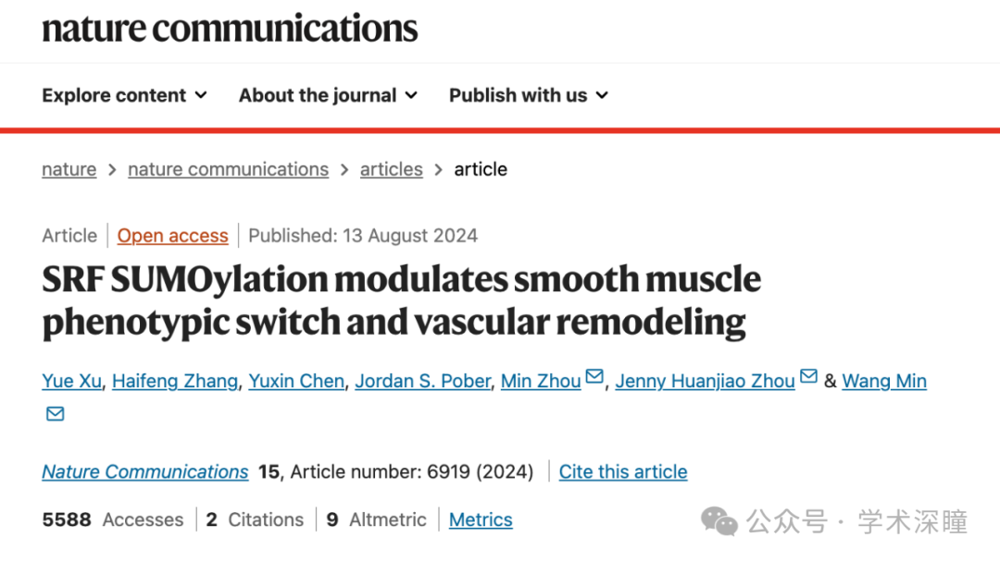 nature communications
Explore content About the journal Publish with us
nature > nature communications > articles > article
Article | Open access | Published: 13 August 2024
SRF SUMOylation modulates smooth muscle
phenotypic switch and vascular remodeling
Yue Xu, Haifeng Zhang, Yuxin Chen, Jordan S. Pober, Min Zhou, Jenny Huanjiao Zhou & Wang Min
Nature Communications 15, Article number: 6919 (2024) | Cite this article
5588 Accesses | 2 Citations | 9 Altmetric | Metrics
公众号 · 学术深瞳